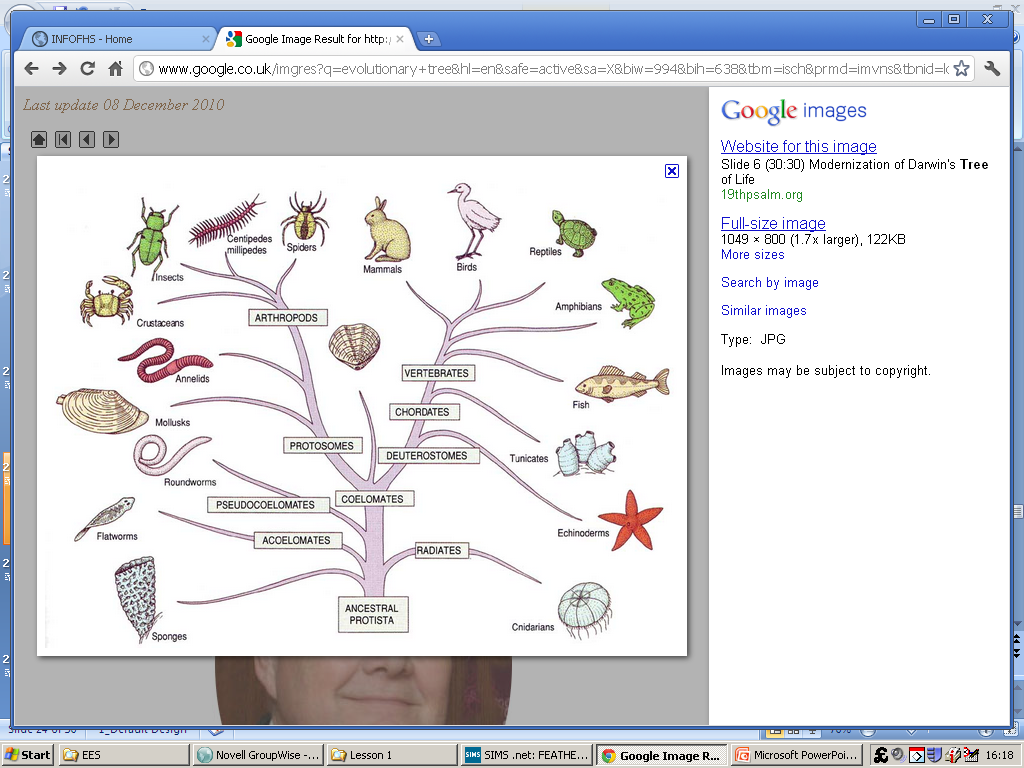 INFOFHS - Home
Google Image Result for http:/
www.google.co.uk/imgres?q=evolutionary+tree&hl=en&safe=active&sa=X&biw=994&bih=638&tbm=isch&prmd=imvns&tbnid=k
Last update 08 December 2010
Google images
Website for this image
Slide 6 (30:30) Modernization of Darwin's Tree
of Life
19thpsalm.org
Full-size image
1049 × 800 (1.7x larger), 122KB
More sizes
Search by image
Similar images
Type: JPG
Images may be subject to copyright.
Insects
Centipedes
millipedes
Spiders
Mammals
Birds
Reptiles
Crustaceans
ARTHROPODS
Amphibians
Annelids
VERTEBRATES
Fish
Mollusks
CHORDATES
PROTOSOMES
DEUTEROSTOMES
Tunicates
Roundworms
PSEUDOCOELOMATES
COELOMATES
Flatworms
ACOELOMATES
RADIATES
Echinoderms
ANCESTRAL
PROTISTA
Sponges
Cnidarians
Start
EES
Novell GroupWise - ...
Lesson 1
SIMS
SIMS .net: FEATHE...
Google Image R...
Microsoft PowerPoi...
16:18